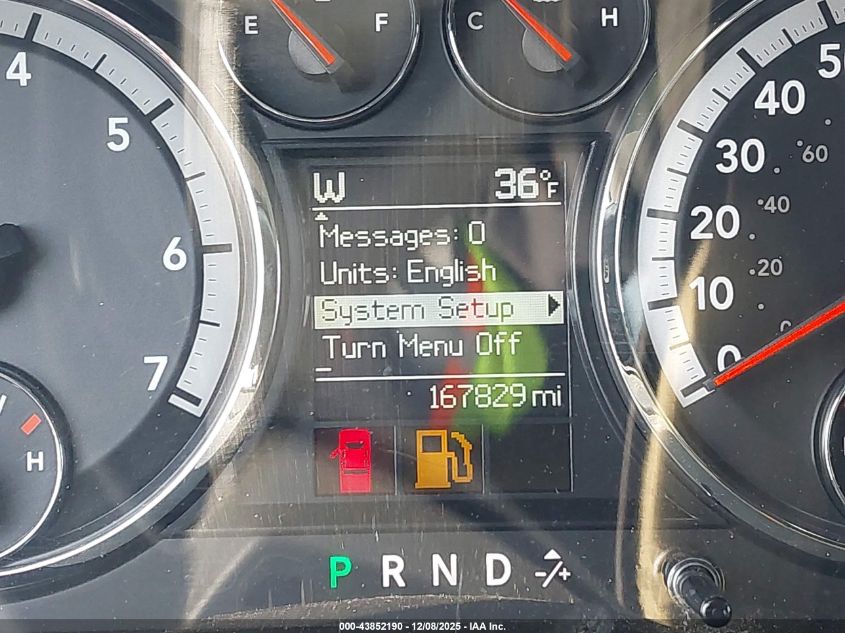 E F
C H
4
5
6
7
H
W 36°F
Messages: 0
Units: English
System Setup
Turn Menu Off
167829 mi
50
40
30
60
20
40
10
20
0
0
P R N D -/+
000-43852190 - 12/08/2025 - IAA Inc.